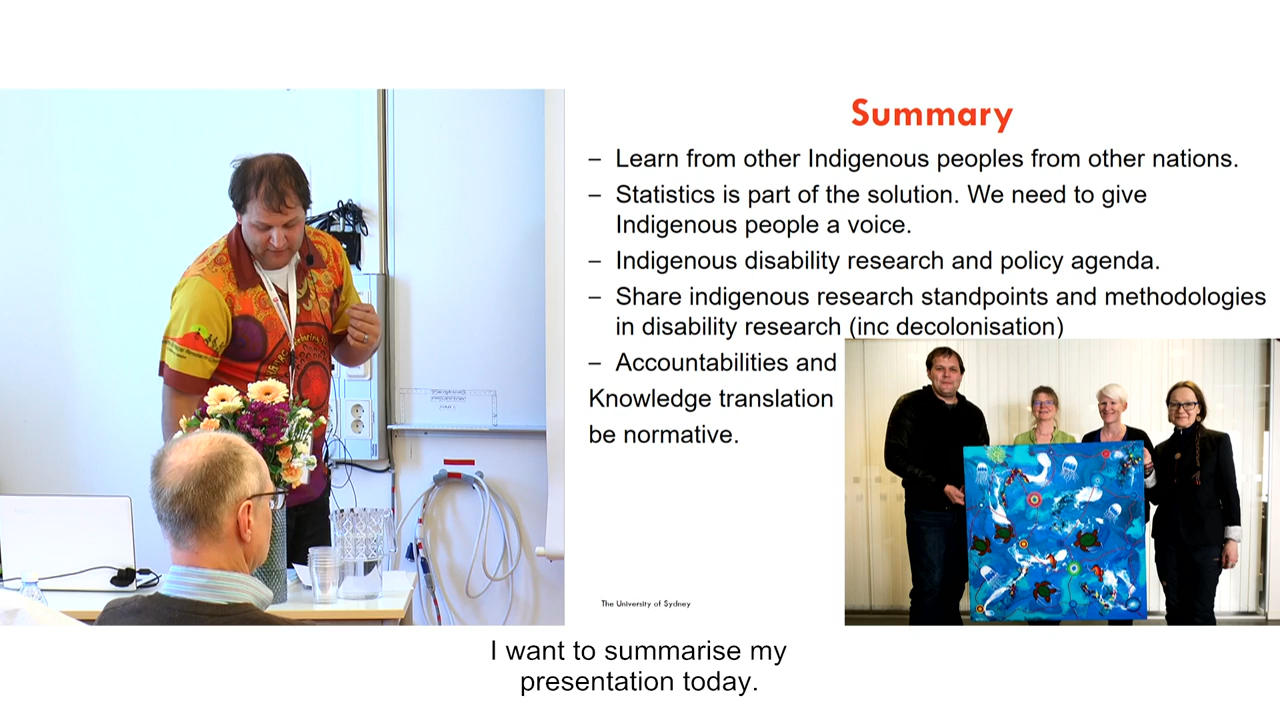 Summary
– Learn from other Indigenous peoples from other nations.
– Statistics is part of the solution. We need to give
Indigenous people a voice.
– Indigenous disability research and policy agenda.
– Share indigenous research standpoints and methodologies
in disability research (inc decolonisation)
– Accountabilities and
Knowledge translation
be normative.
The University of Sydney
I want to summarise my
presentation today.